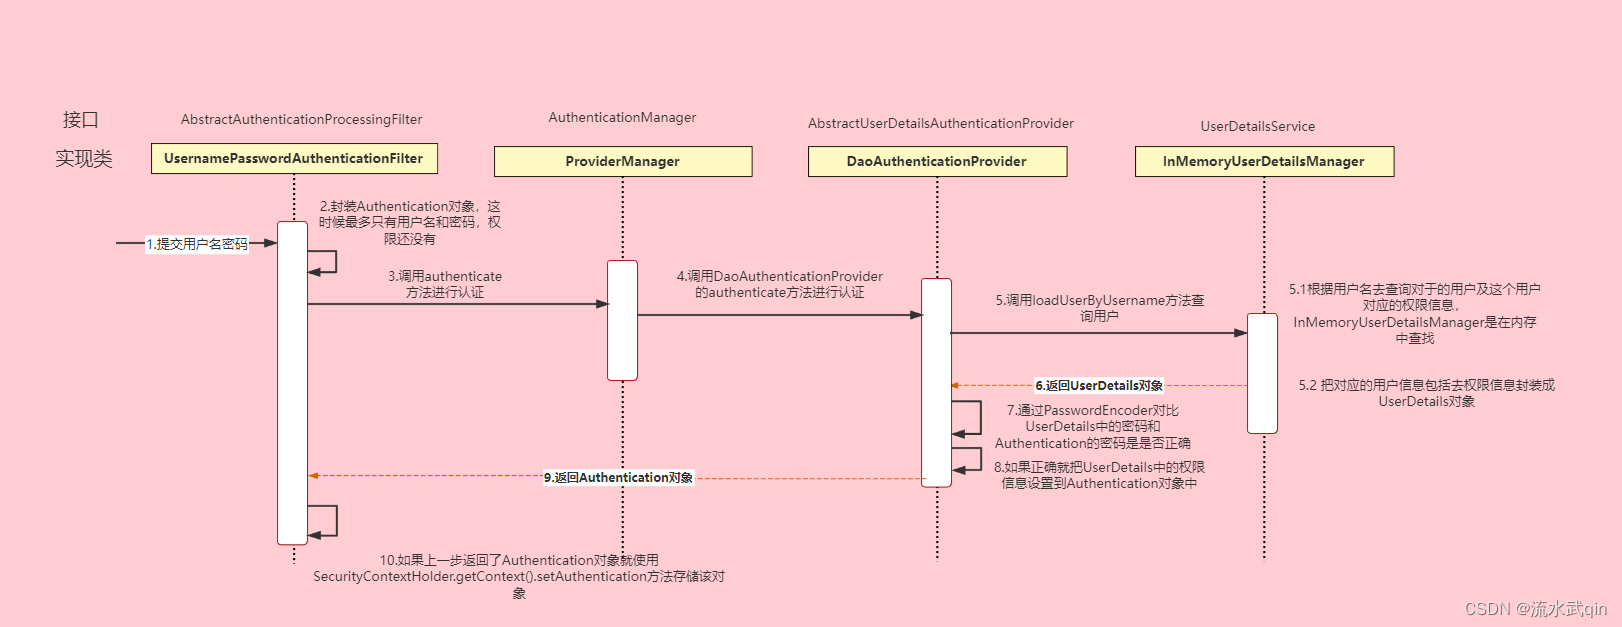 接口
AbstractAuthenticationProcessingFilter
AuthenticationManager
AbstractUserDetailsAuthenticationProvider
UserDetailsService
实现类
UsernamePasswordAuthenticationFilter
ProviderManager
DaoAuthenticationProvider
InMemoryUserDetailsManager
1.提交用户名密码
2.封装Authentication对象，这
时候最多只有用户名和密码，权
限还没有
3.调用authenticate
方法进行认证
4.调用DaoAuthenticationProvider
的authenticate方法进行认证
5.调用loadUserByUsername方法查
询用户
5.1根据用户名去查询对于的用户及这个用户
对应的权限信息，
InMemoryUserDetailsManager是在内存
中查找
5.2 把对应的用户信息包括去权限信息封装成
UserDetails对象
6.返回UserDetails对象
7.通过PasswordEncoder对比
UserDetails中的密码和
Authentication的密码是是否正确
8.如果正确就把UserDetails中的权限
信息设置到Authentication对象中
9.返回Authentication对象
10.如果上一步返回了Authentication对象就使用
SecurityContextHolder.getContext().setAuthentication方法存储该对
象
CSDN @流水武qin